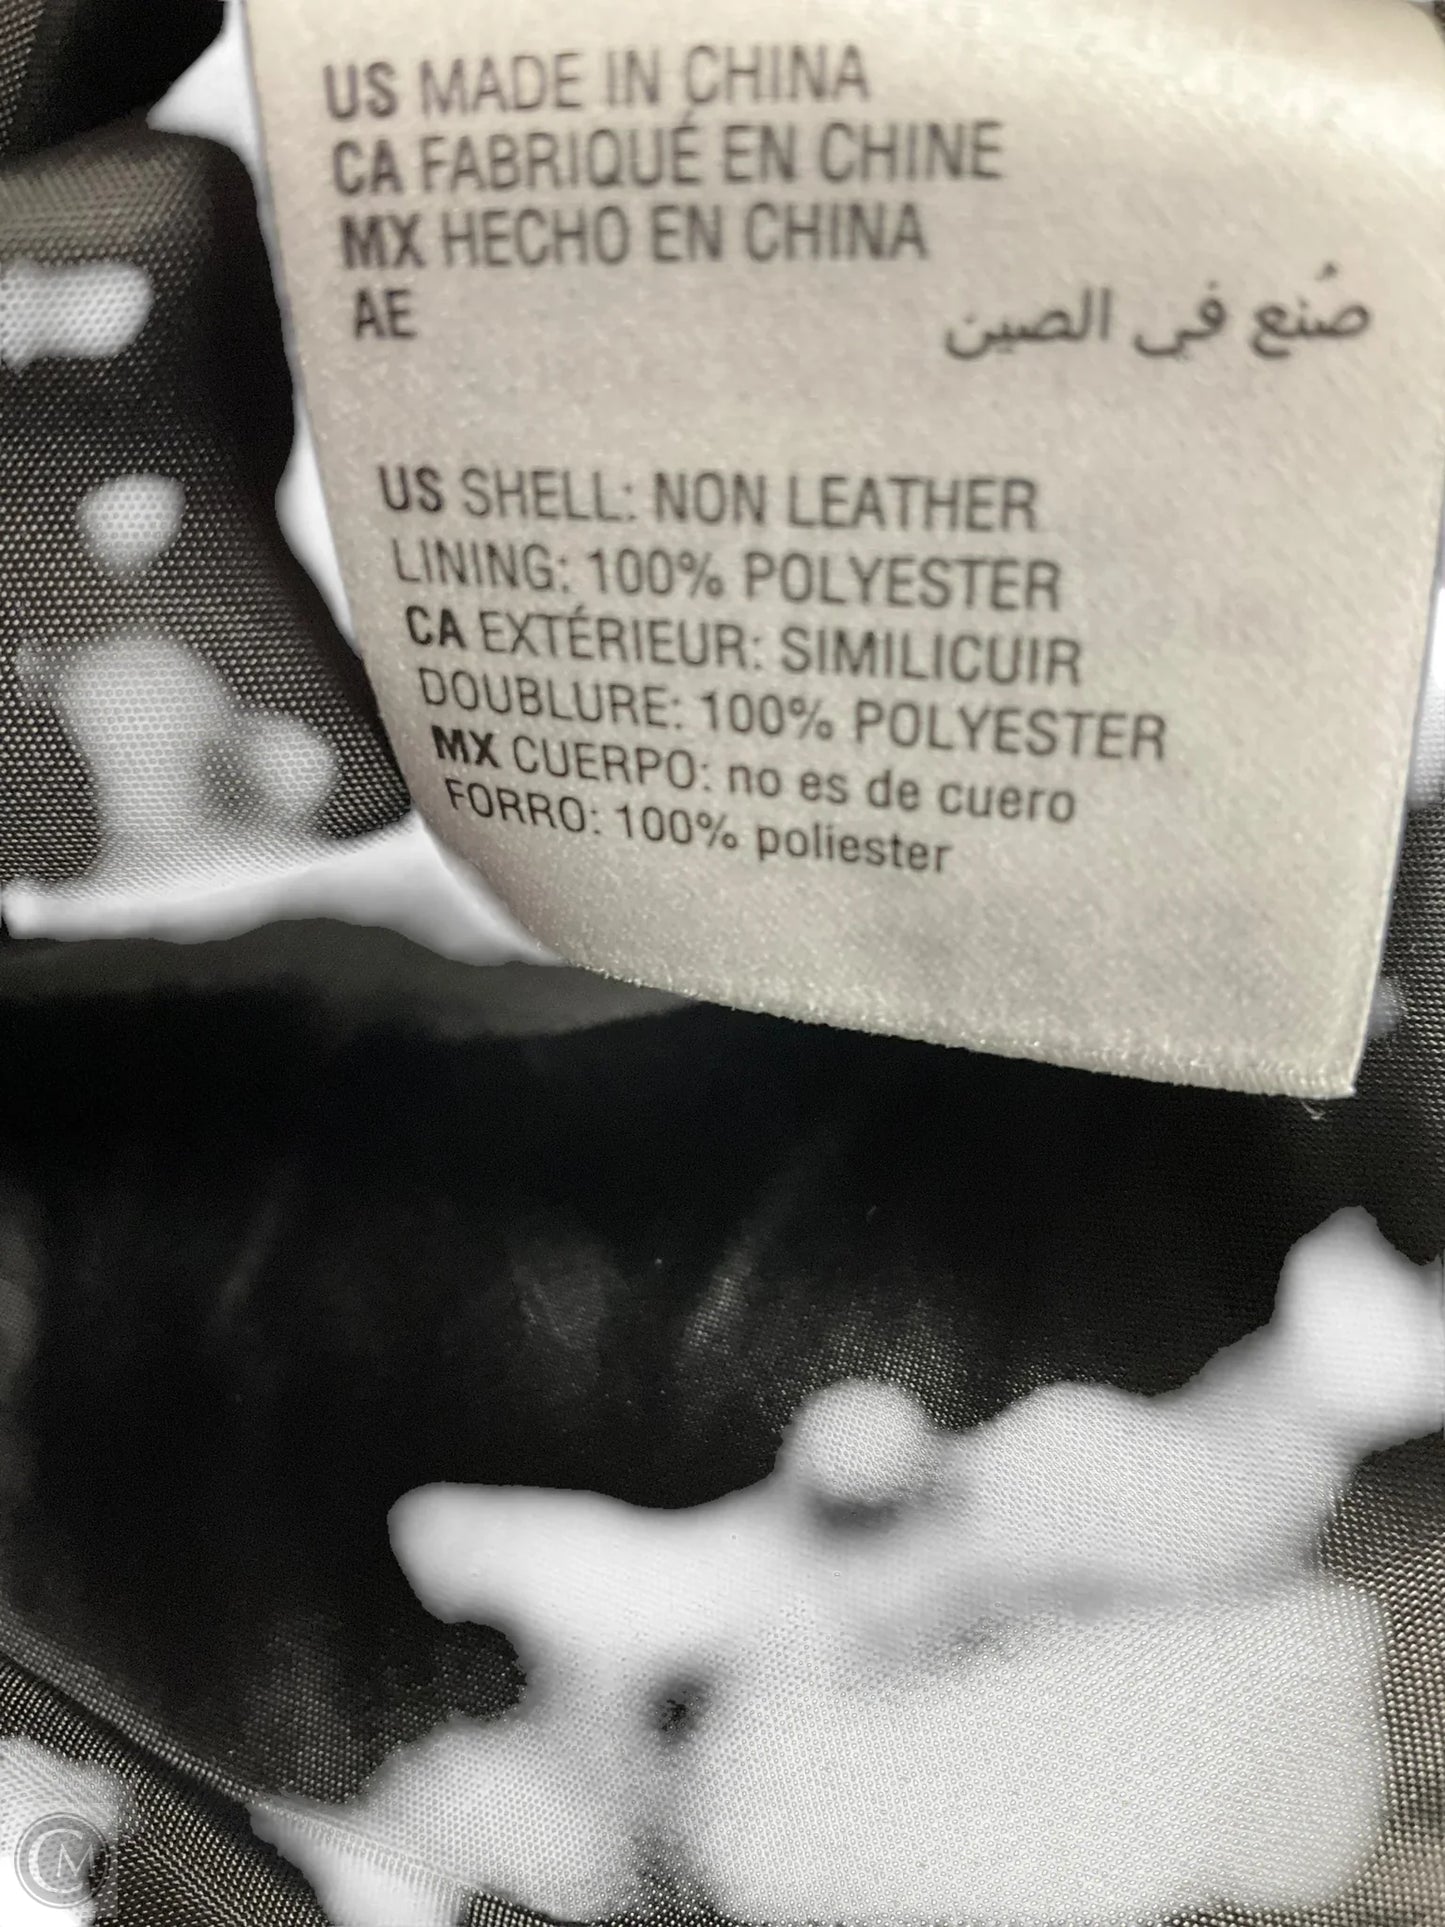 US MADE IN CHINA
CA FABRIQUÉ EN CHINE
MX HECHO EN CHINA
AE صُنع في الصين
US SHELL: NON LEATHER
LINING: 100% POLYESTER
CA EXTÉRIEUR: SIMILICUIR
DOUBLURE: 100% POLYESTER
MX CUERPO: no es de cuero
FORRO: 100% poliester
CM